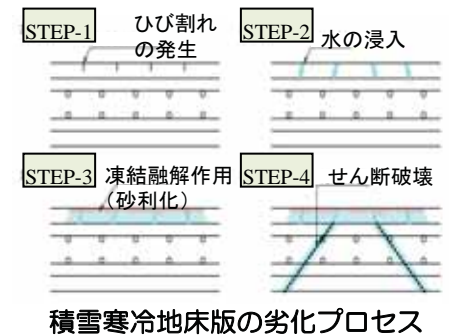 STEP-1
ひび割れ
の発生
STEP-2
水の浸入
STEP-3
凍結融解作用
（砂利化）
STEP-4
せん断破壊
積雪寒冷地床版の劣化プロセス